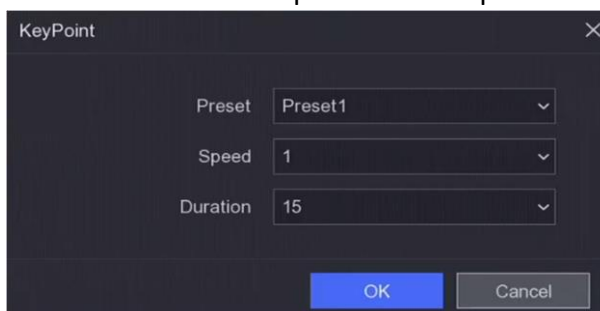 KeyPoint
Preset Preset1
Speed 1
Duration 15
OK Cancel